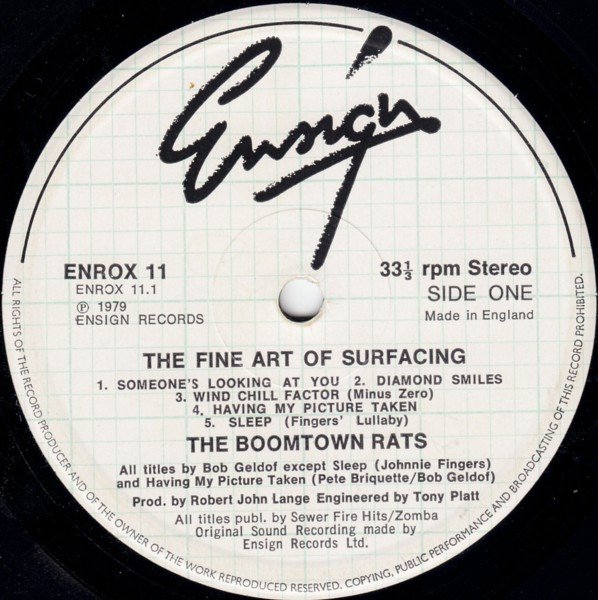 Ensign
ENROX 11
ENROX 11.1
Ⓟ 1979
ENSIGN RECORDS
33⅓ rpm Stereo
SIDE ONE
Made in England
THE FINE ART OF SURFACING
1. SOMEONE'S LOOKING AT YOU 2. DIAMOND SMILES
3. WIND CHILL FACTOR (Minus Zero)
4. HAVING MY PICTURE TAKEN
5. SLEEP (Fingers' Lullaby)
THE BOOMTOWN RATS
All titles by Bob Geldof except Sleep (Johnnie Fingers)
and Having My Picture Taken (Pete Briquette/Bob Geldof)
Prod. by Robert John Lange Engineered by Tony Platt
All titles publ. by Sewer Fire Hits/Zomba
Original Sound Recording made by
Ensign Records Ltd.
ALL RIGHTS OF THE RECORD PRODUCER AND OF THE OWNER OF THE WORK REPRODUCED RESERVED. COPYING, PUBLIC PERFORMANCE AND BROADCASTING OF THIS RECORD PROHIBITED.